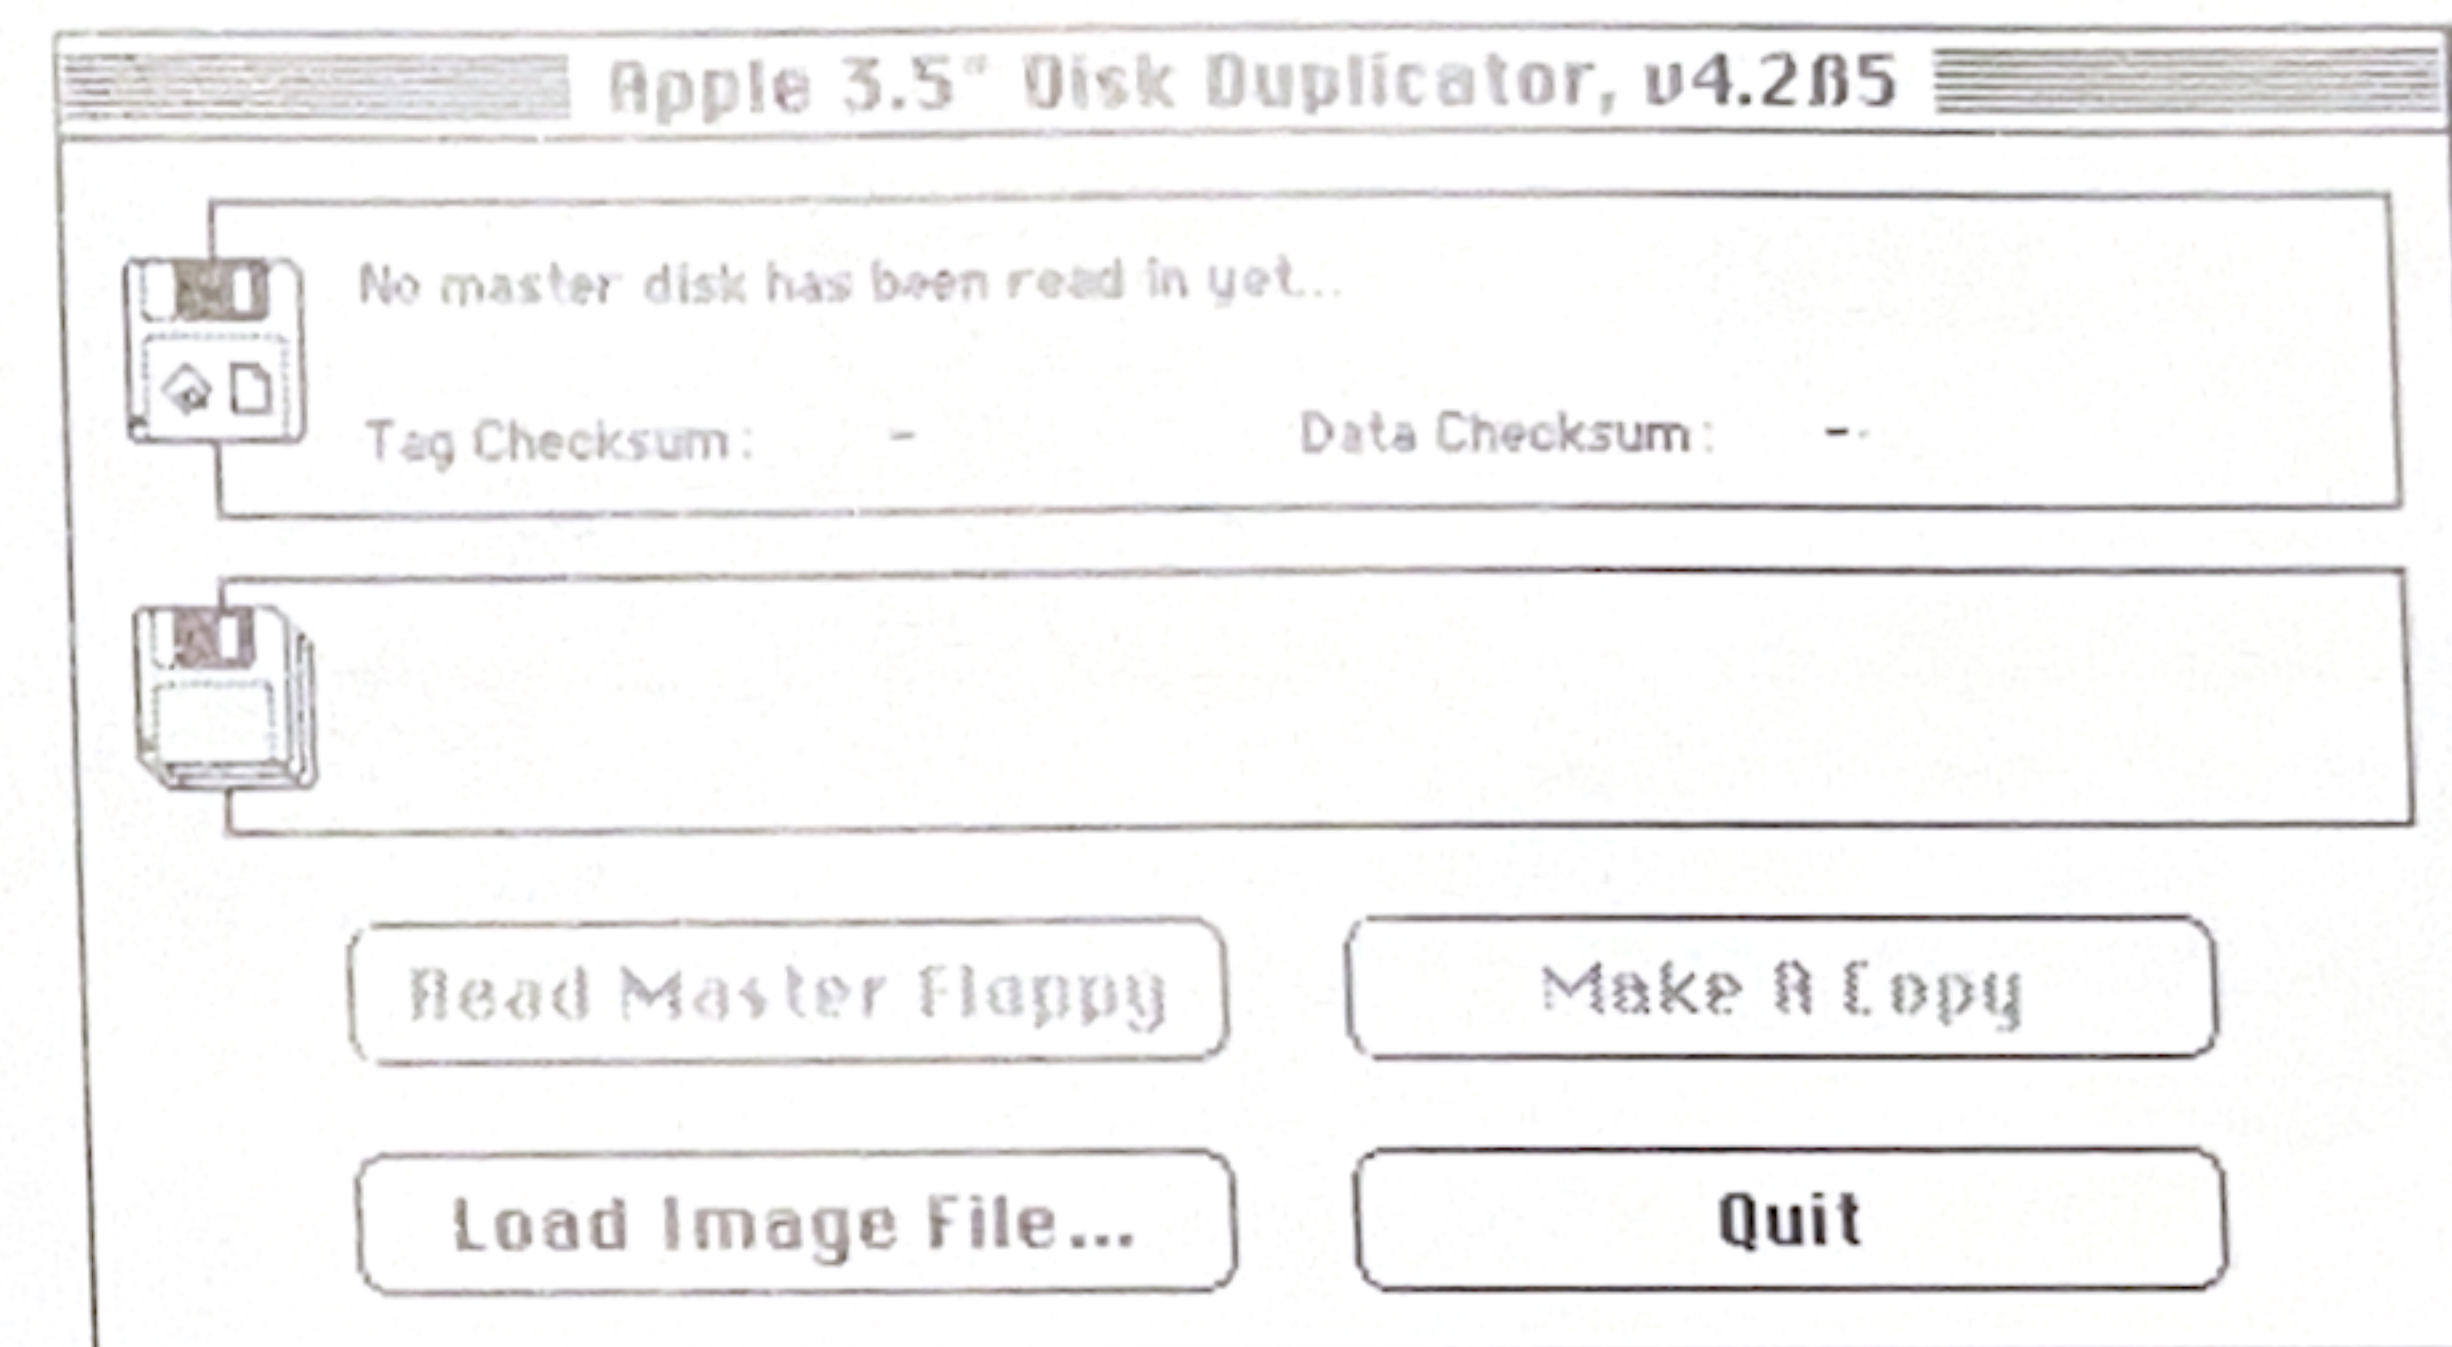 Apple 3.5" Disk Duplicator, v4.2ß5
No master disk has been read in yet...
Tag Checksum: - Data Checksum: -
Read Master Floppy Make A Copy
Load Image File... Quit